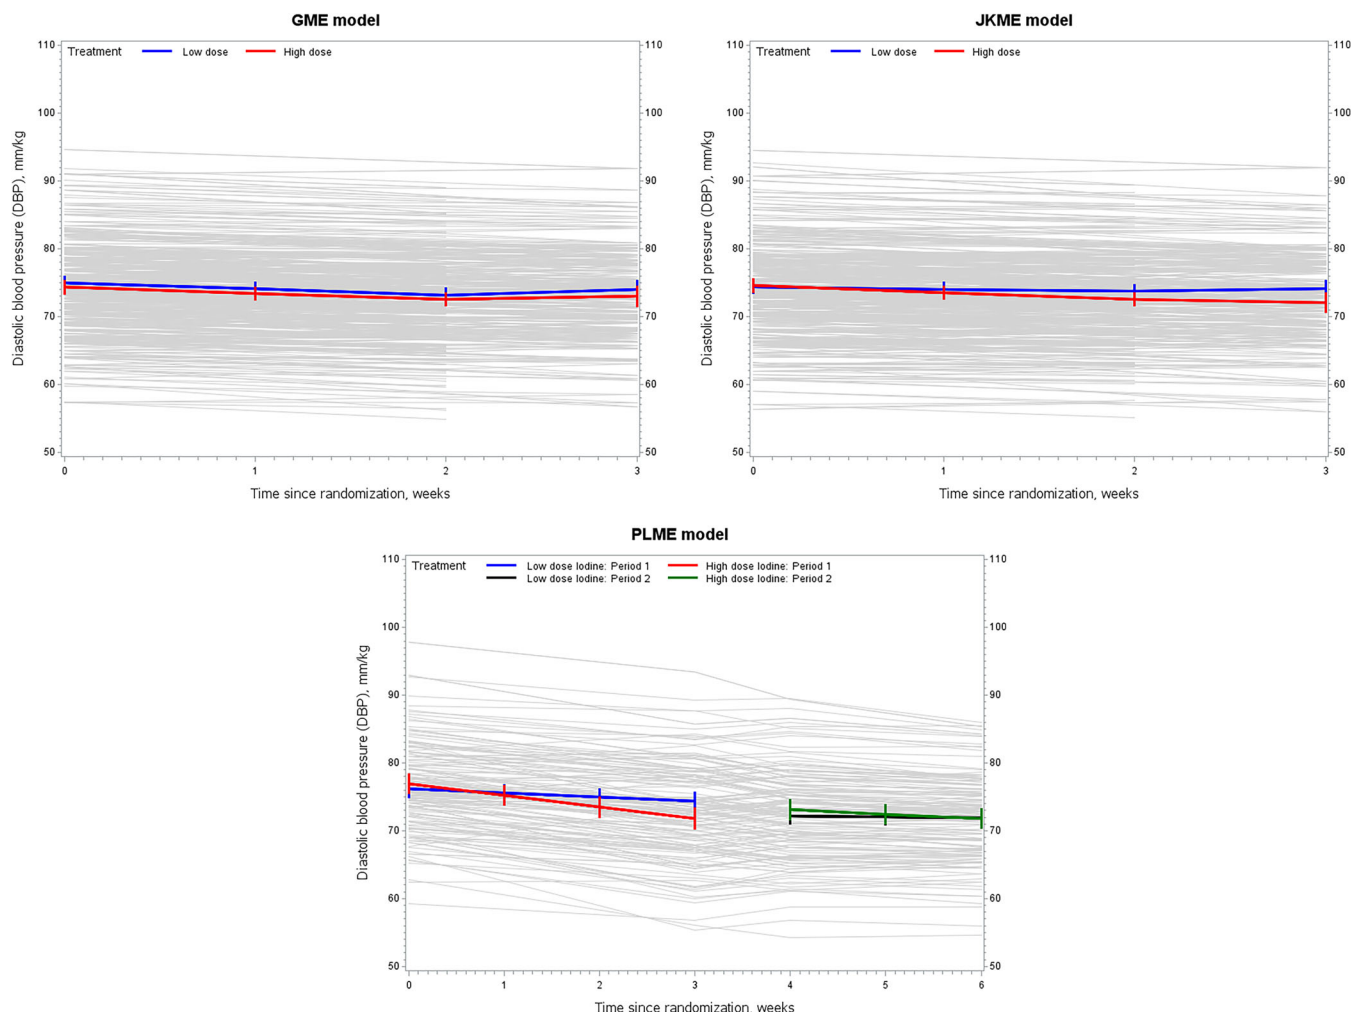 GME model
Treatment Low dose High dose
110 110
100 100
90 90
80 80
70 70
60 60
50 50
Diastolic blood pressure (DBP), mm/kg
0 1 2 3
Time since randomization, weeks
JKME model
Treatment Low dose High dose
110 110
100 100
90 90
80 80
70 70
60 60
50 50
Diastolic blood pressure (DBP), mm/kg
0 1 2 3
Time since randomization, weeks
PLME model
Treatment Low dose Iodine: Period 1 High dose Iodine: Period 1
Low dose Iodine: Period 2 High dose Iodine: Period 2
110 110
100 100
90 90
80 80
70 70
60 60
50 50
Diastolic blood pressure (DBP), mm/kg
0 1 2 3 4 5 6
Time since randomization, weeks